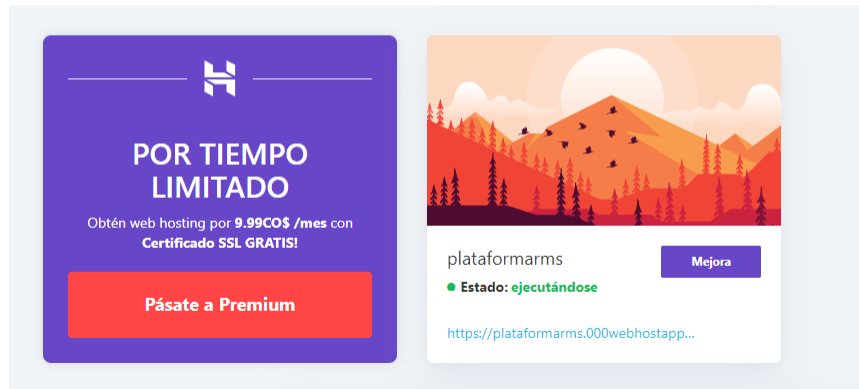 POR TIEMPO
LIMITADO
Obtén web hosting por 9.99CO$ /mes con
Certificado SSL GRATIS!
Pásate a Premium
plataformarms
Mejora
Estado: ejecutándose
https://plataformarms.000webhostapp...